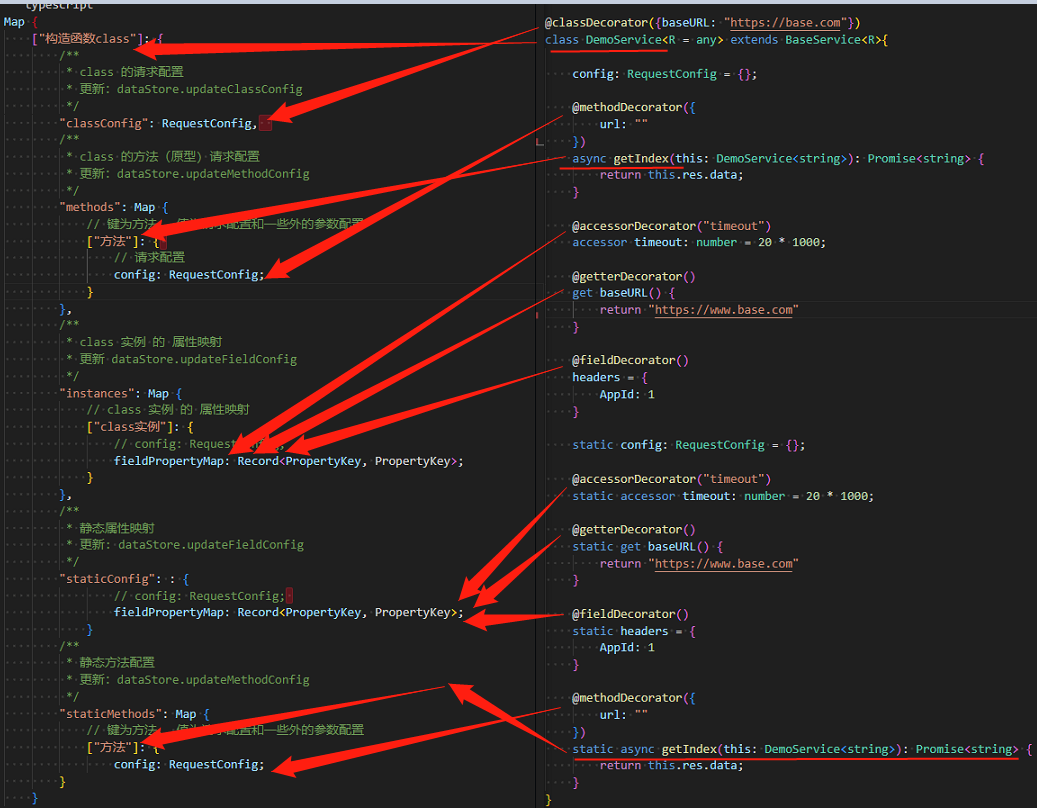 typescript
Map {
["构造函数class"]: {
/**
* class 的请求配置
* 更新: dataStore.updateClassConfig
*/
"classConfig": RequestConfig,
/**
* class 的方法（原型）请求配置
* 更新: dataStore.updateMethodConfig
*/
"methods": Map {
// 键为方法 值为请求配置和一些外的参数配置
["方法"]: {
// 请求配置
config: RequestConfig;
}
},
/**
* class 实例 的 属性映射
* 更新 dataStore.updateFieldConfig
*/
"instances": Map {
// class 实例 的 属性映射
["class实例"]: {
// config: Request
fieldPropertyMap: Record<PropertyKey, PropertyKey>;
}
},
/**
* 静态属性映射
* 更新: dataStore.updateFieldConfig
*/
"staticConfig": : {
// config: RequestConfig;
fieldPropertyMap: Record<PropertyKey, PropertyKey>;
}
/**
* 静态方法配置
* 更新: dataStore.updateMethodConfig
*/
"staticMethods": Map {
// 键为方法 值为请求配置和一些外的参数配置
["方法"]: {
config: RequestConfig;
}
}
@classDecorator({baseURL: "https://base.com"})
class DemoService<R = any> extends BaseService<R>{
config: RequestConfig = {};
@methodDecorator({
url: ""
})
async getIndex(this: DemoService<string>): Promise<string> {
return this.res.data;
}
@accessorDecorator("timeout")
accessor timeout: number = 20 * 1000;
@getterDecorator()
get baseURL() {
return "https://www.base.com"
}
@fieldDecorator()
headers = {
AppId: 1
}
static config: RequestConfig = {};
@accessorDecorator("timeout")
static accessor timeout: number = 20 * 1000;
@getterDecorator()
static get baseURL() {
return "https://www.base.com"
}
@fieldDecorator()
static headers = {
AppId: 1
}
@methodDecorator({
url: ""
})
static async getIndex(this: DemoService<string>): Promise<string> {
return this.res.data;
}
}